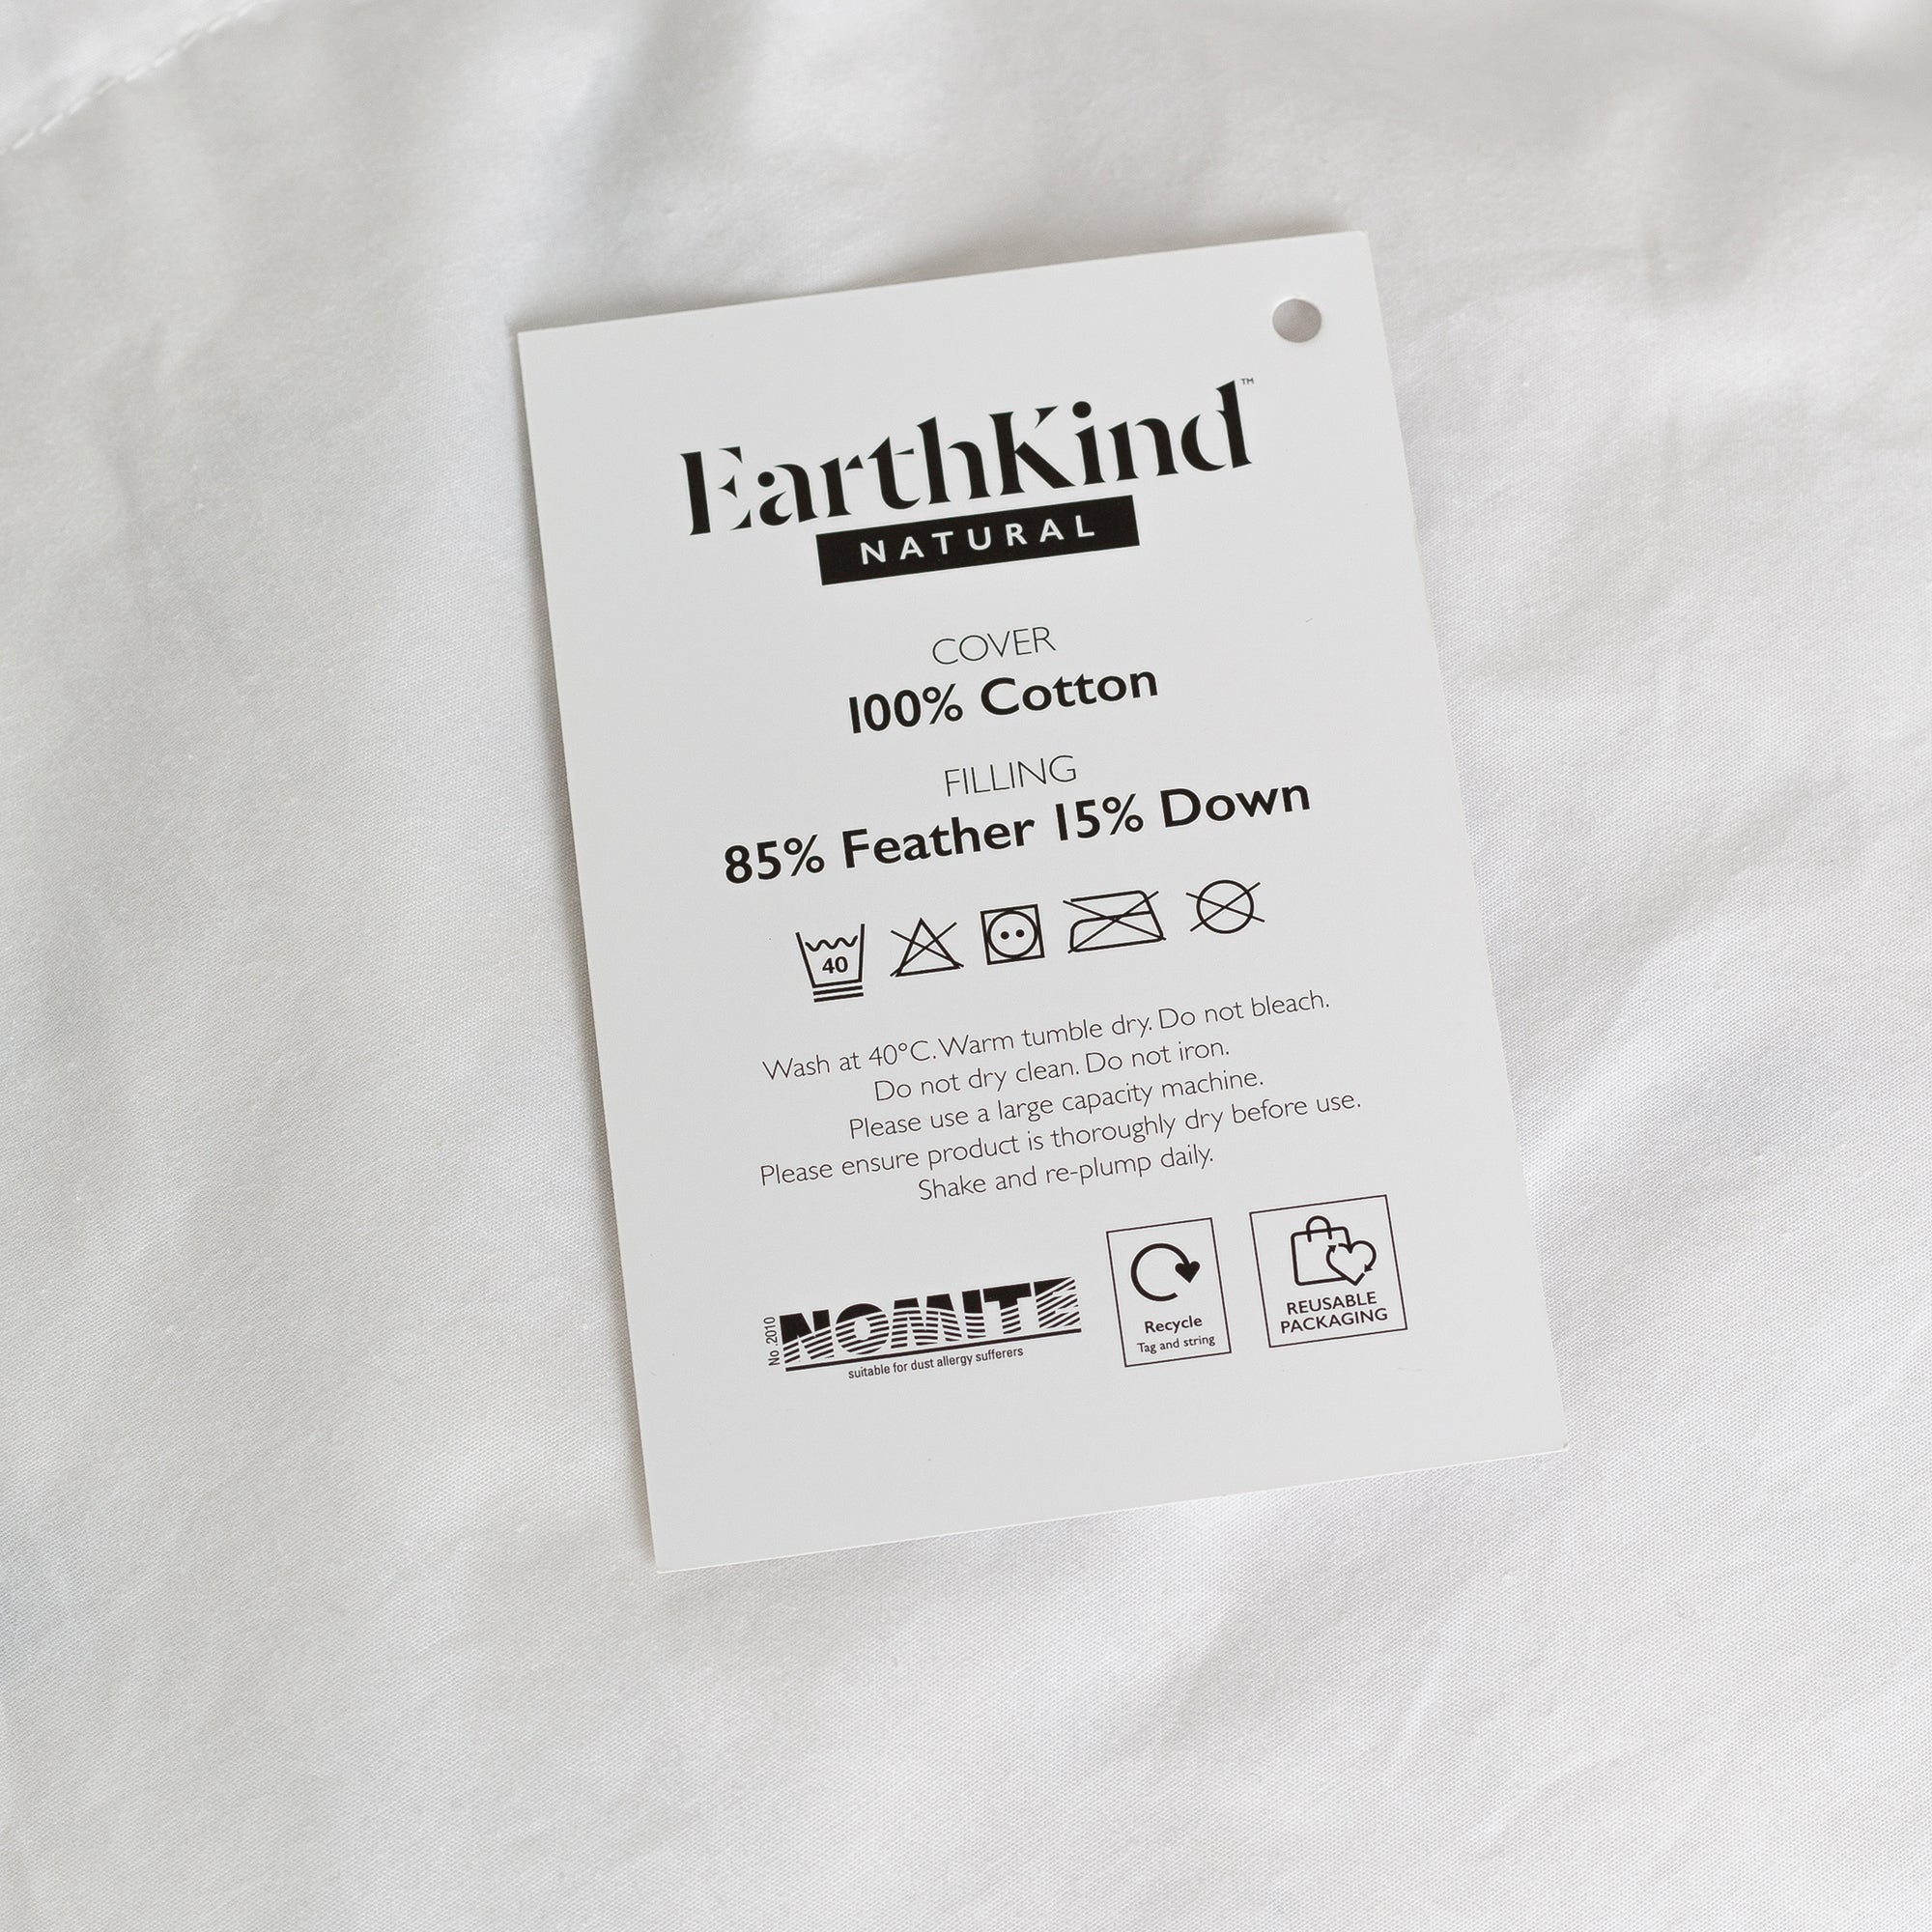 EarthKind™
NATURAL
COVER
100% Cotton
FILLING
85% Feather 15% Down
40
Wash at 40°C. Warm tumble dry. Do not bleach.
Do not dry clean. Do not iron.
Please use a large capacity machine.
Please ensure product is thoroughly dry before use.
Shake and re-plump daily.
No .2010
NOMITE
suitable for dust allergy sufferers
Recycle
Tag and string
REUSABLE
PACKAGING